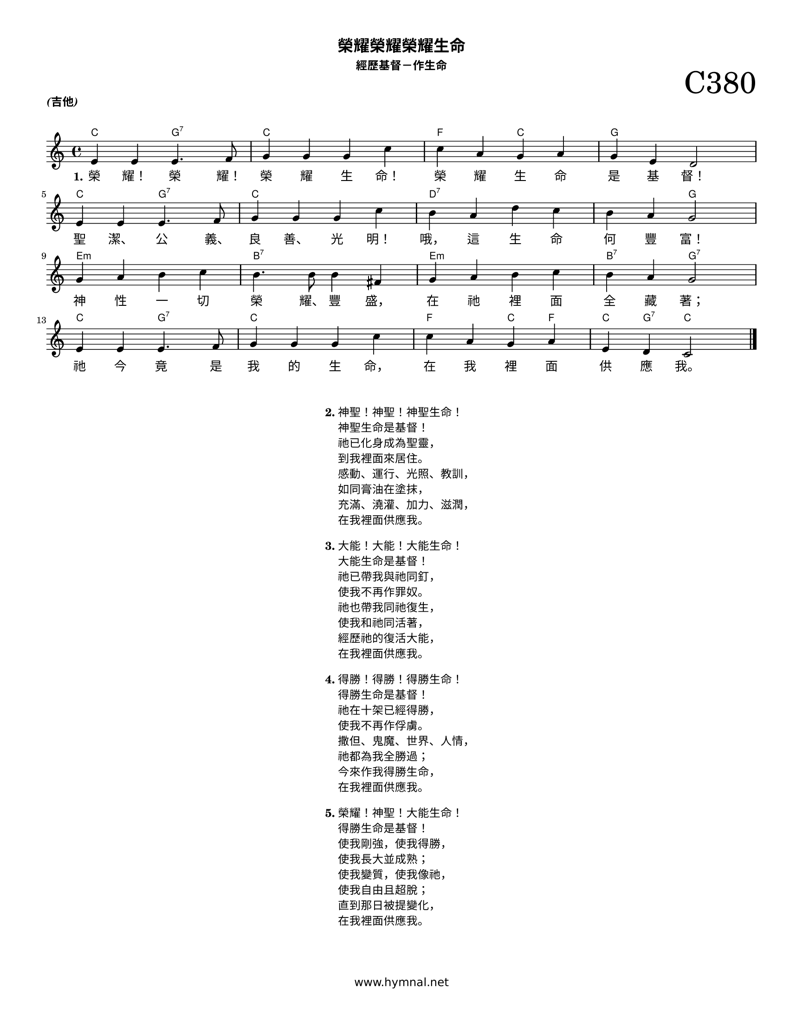 榮耀榮耀榮耀生命
經歷基督－作生命
C380
(吉他)
C G7 C F C G
1. 榮 耀！ 榮 耀！ 榮 耀 生 命！ 榮 耀 生 命 是 基 督！
5 C G7 C D7 G
聖 潔、 公 義、 良 善、 光 明！ 哦， 這 生 命 何 豐 富！
9 Em B7 Em B7 G7
神 性 一 切 榮 耀、 豐 盛， 在 祂 裡 面 全 藏 著；
13 C G7 C F C F C G7 C
祂 今 竟 是 我 的 生 命， 在 我 裡 面 供 應 我。
2. 神聖！神聖！神聖生命！
神聖生命是基督！
祂已化身成為聖靈，
到我裡面來居住。
感動、運行、光照、教訓，
如同膏油在塗抹，
充滿、澆灌、加力、滋潤，
在我裡面供應我。
3. 大能！大能！大能生命！
大能生命是基督！
祂已帶我與祂同釘，
使我不再作罪奴。
祂也帶我同祂復生，
使我和祂同活著，
經歷祂的復活大能，
在我裡面供應我。
4. 得勝！得勝！得勝生命！
得勝生命是基督！
祂在十架已經得勝，
使我不再作俘虜。
撒但、鬼魔、世界、人情，
祂都為我全勝過；
今來作我得勝生命，
在我裡面供應我。
5. 榮耀！神聖！大能生命！
得勝生命是基督！
使我剛強，使我得勝，
使我長大並成熟；
使我變質，使我像祂，
使我自由且超脫；
直到那日被提變化，
在我裡面供應我。
www.hymnal.net